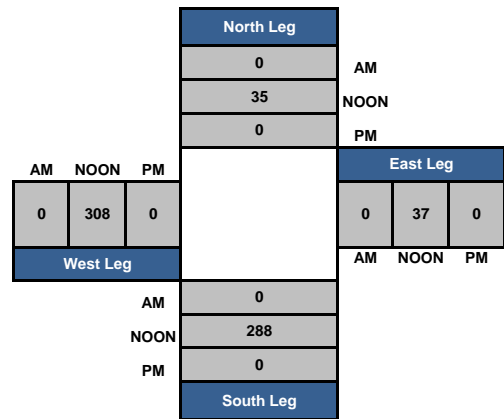 North Leg
0 AM
35 NOON
0 PM
AM NOON PM East Leg
0 308 0 0 37 0
West Leg AM NOON PM
AM 0
NOON 288
PM 0
South Leg